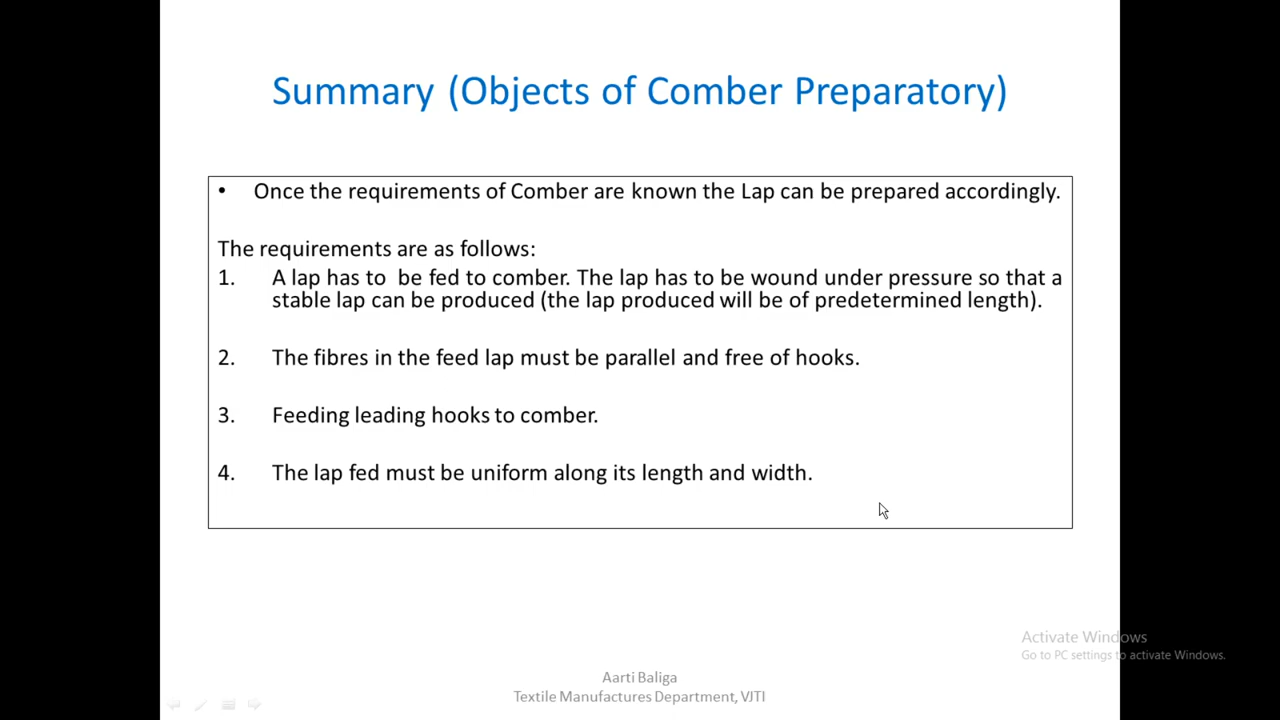 Summary (Objects of Comber Preparatory)
• Once the requirements of Comber are known the Lap can be prepared accordingly.
The requirements are as follows:
1. A lap has to be fed to comber. The lap has to be wound under pressure so that a
stable lap can be produced (the lap produced will be of predetermined length).
2. The fibres in the feed lap must be parallel and free of hooks.
3. Feeding leading hooks to comber.
4. The lap fed must be uniform along its length and width.
Activate Windows
Go to PC settings to activate Windows.
Aarti Baliga
Textile Manufactures Department, VJTI